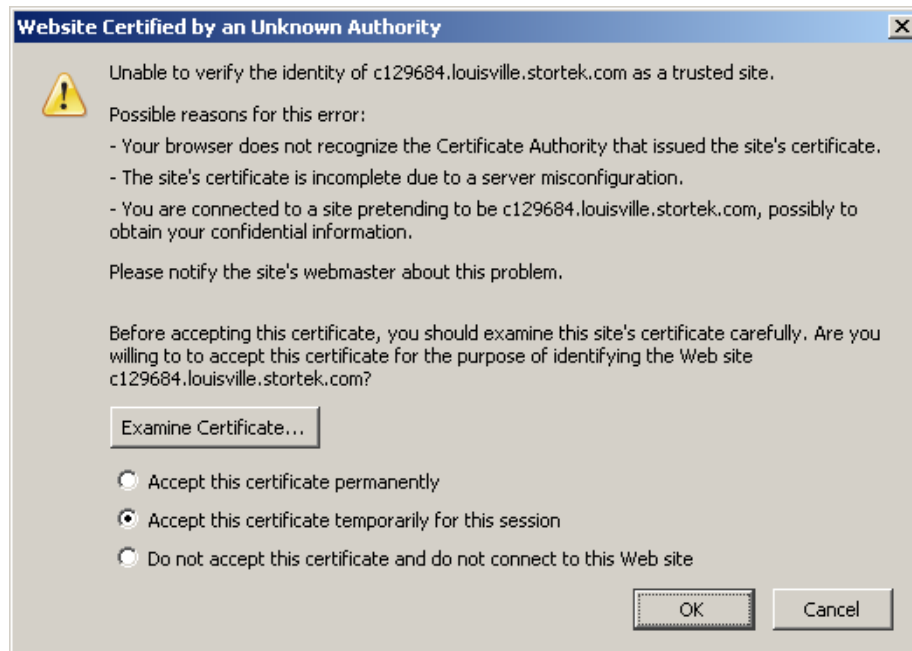 Website Certified by an Unknown Authority
Unable to verify the identity of c129684.louisville.stortek.com as a trusted site.
Possible reasons for this error:
- Your browser does not recognize the Certificate Authority that issued the site's certificate.
- The site's certificate is incomplete due to a server misconfiguration.
- You are connected to a site pretending to be c129684.louisville.stortek.com, possibly to
obtain your confidential information.
Please notify the site's webmaster about this problem.
Before accepting this certificate, you should examine this site's certificate carefully. Are you
willing to to accept this certificate for the purpose of identifying the Web site
c129684.louisville.stortek.com?
Examine Certificate...
Accept this certificate permanently
Accept this certificate temporarily for this session
Do not accept this certificate and do not connect to this Web site
OK Cancel